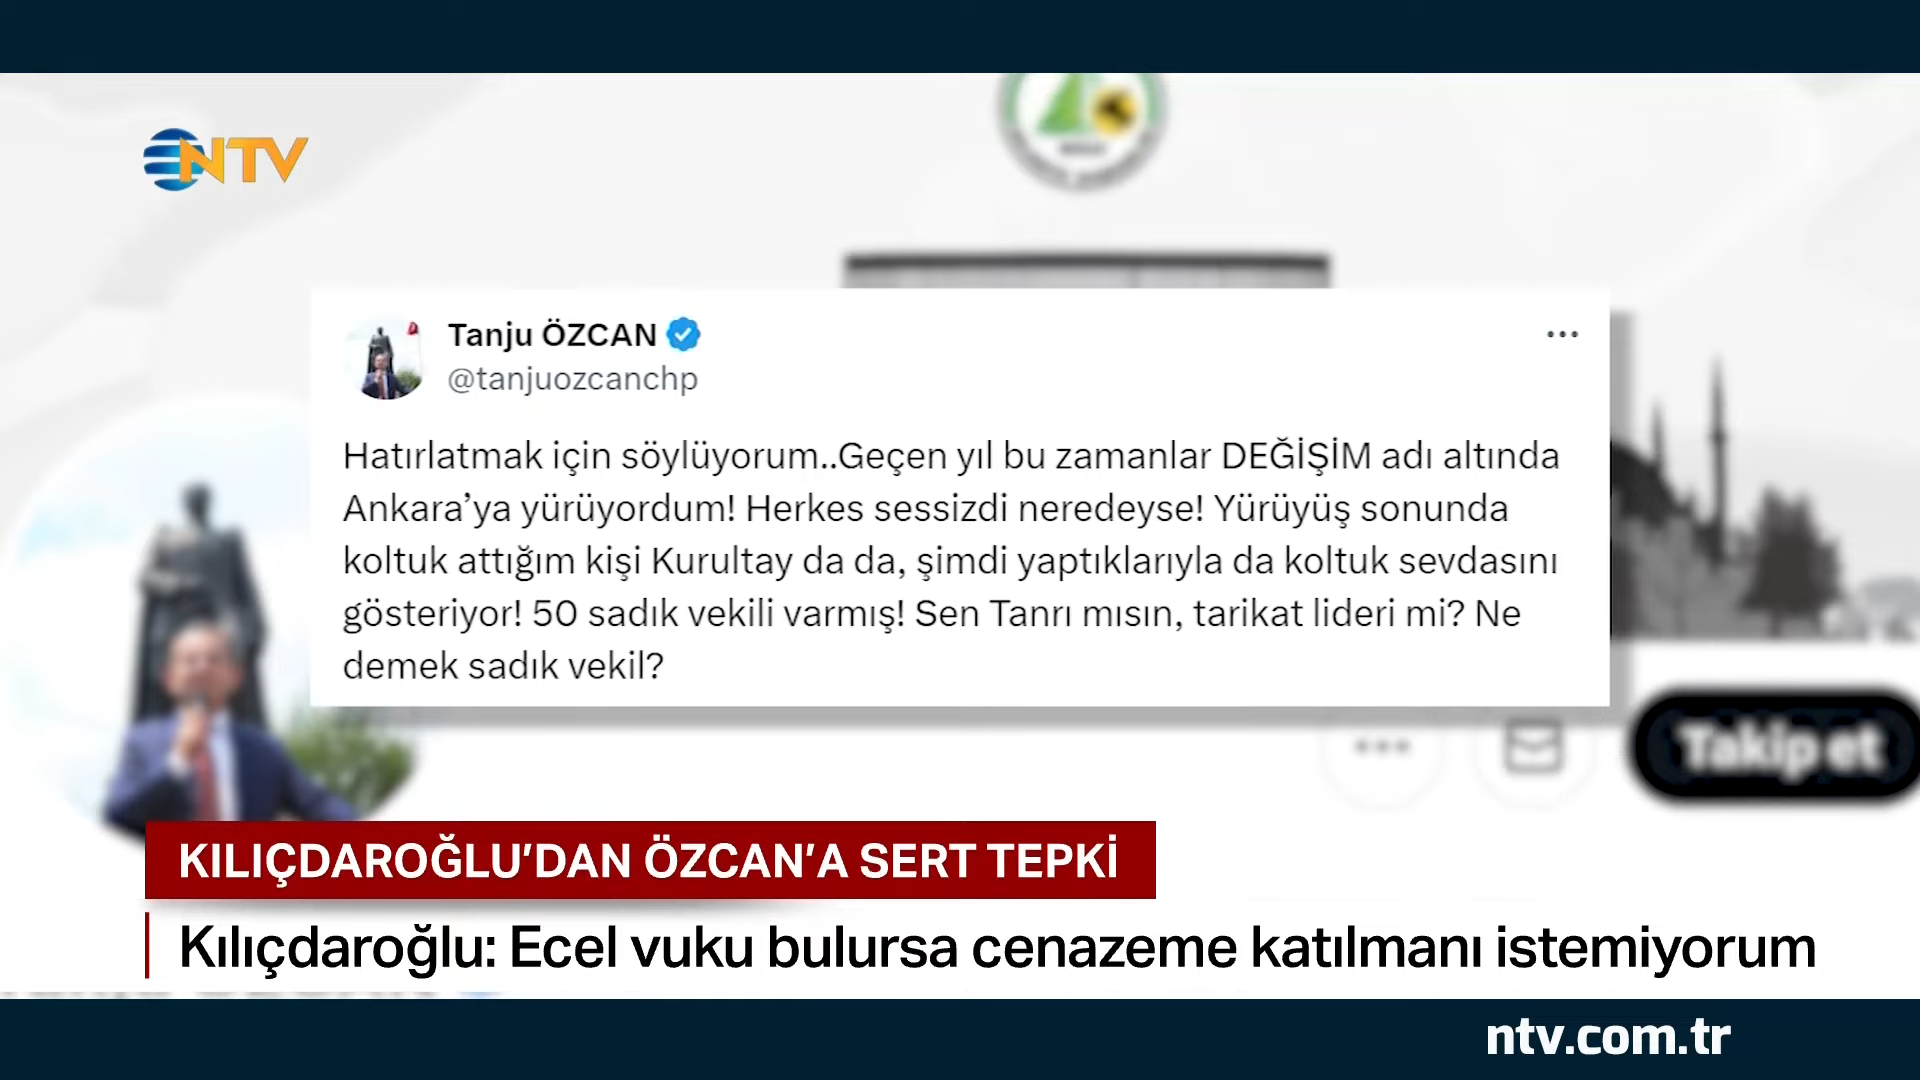 NTV
Tanju ÖZCAN
@tanjuozcanchp
Hatırlatmak için söylüyorum..Geçen yıl bu zamanlar DEĞİŞİM adı altında
Ankara’ya yürüyordum! Herkes sessizdi neredeyse! Yürüyüş sonunda
koltuk attığım kişi Kurultay da da, şimdi yaptıklarıyla da koltuk sevdasını
gösteriyor! 50 sadık vekili varmış! Sen Tanrı mısın, tarikat lideri mi? Ne
demek sadık vekil?
Takip et
KILIÇDAROĞLU’DAN ÖZCAN’A SERT TEPKİ
Kılıçdaroğlu: Ecel vuku bulursa cenazeme katılmanı istemiyorum
ntv.com.tr